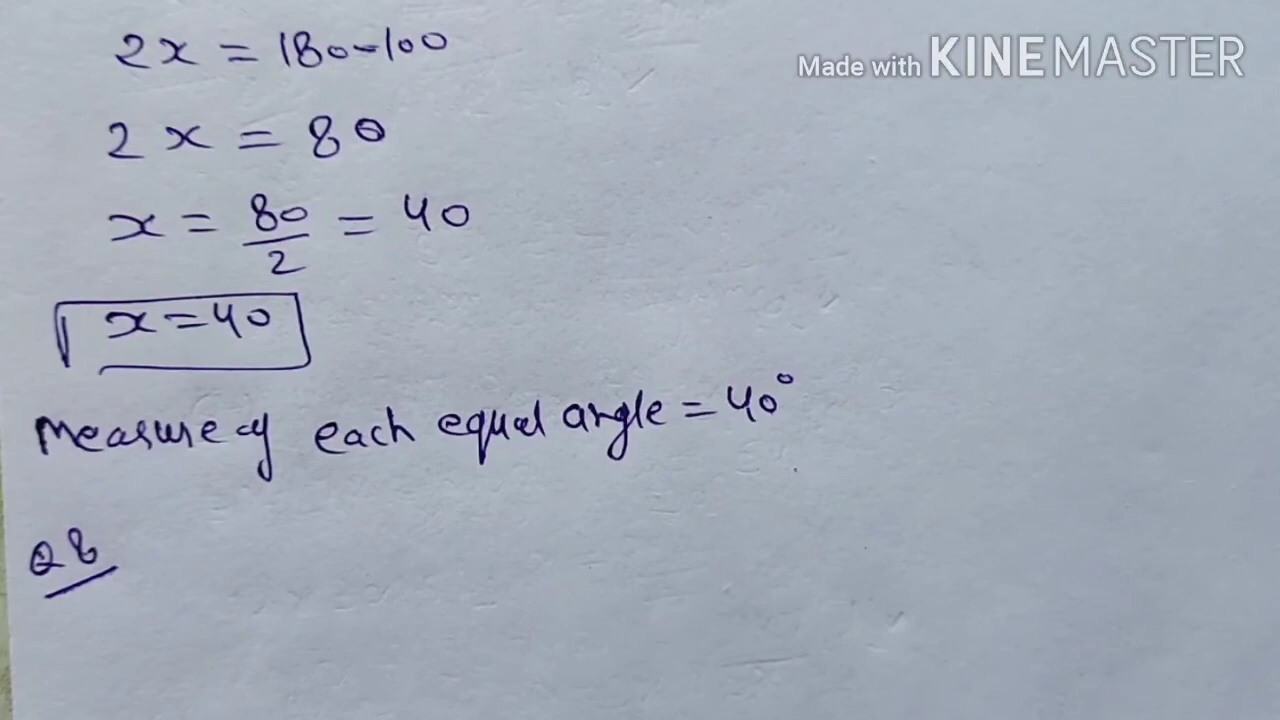 2x = 180-100
Made with KINEMASTER
2x = 80
x = 80/2 = 40
x = 40
Measure of each equal angle = 40°
Q8